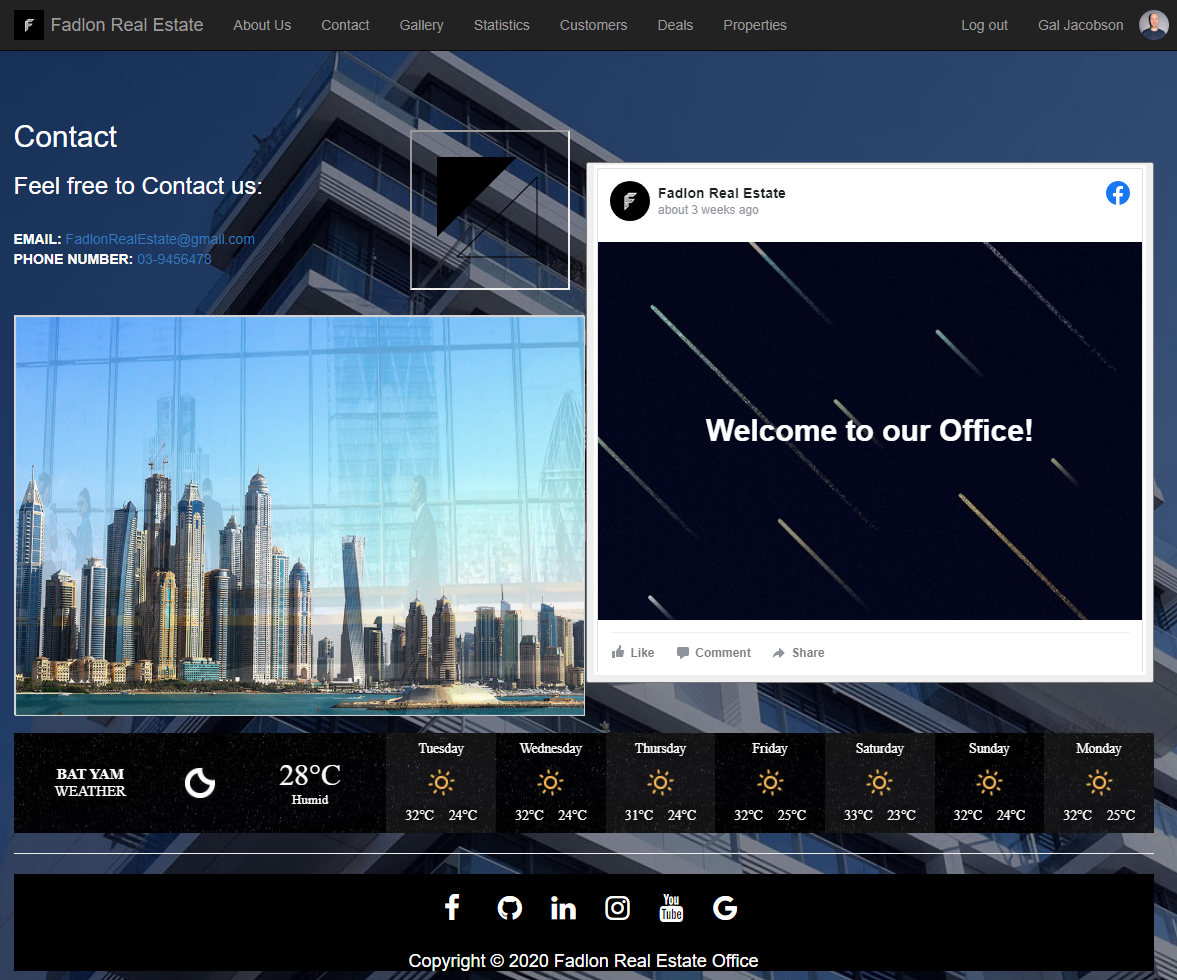 Fadlon Real Estate About Us Contact Gallery Statistics Customers Deals Properties Log out Gal Jacobson
Contact
Feel free to Contact us:
EMAIL: FadlonRealEstate@gmail.com
PHONE NUMBER: 03-9456478
Fadlon Real Estate
about 3 weeks ago
Welcome to our Office!
Like Comment Share
BAT YAM
WEATHER
28°C
Humid
Tuesday Wednesday Thursday Friday Saturday Sunday Monday
32°C 24°C 32°C 24°C 31°C 24°C 32°C 25°C 33°C 23°C 32°C 24°C 32°C 25°C
You
Tube
Copyright © 2020 Fadlon Real Estate Office